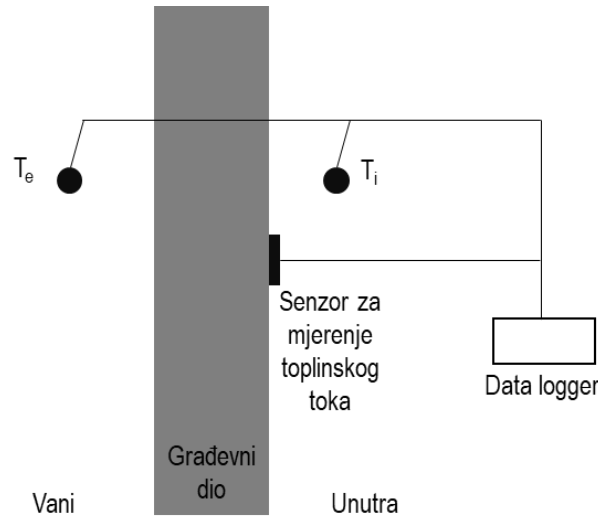 Te
Ti
Senzor za
mjerenje
toplinskog
toka
Data logger
Građevni
dio
Vani
Unutra